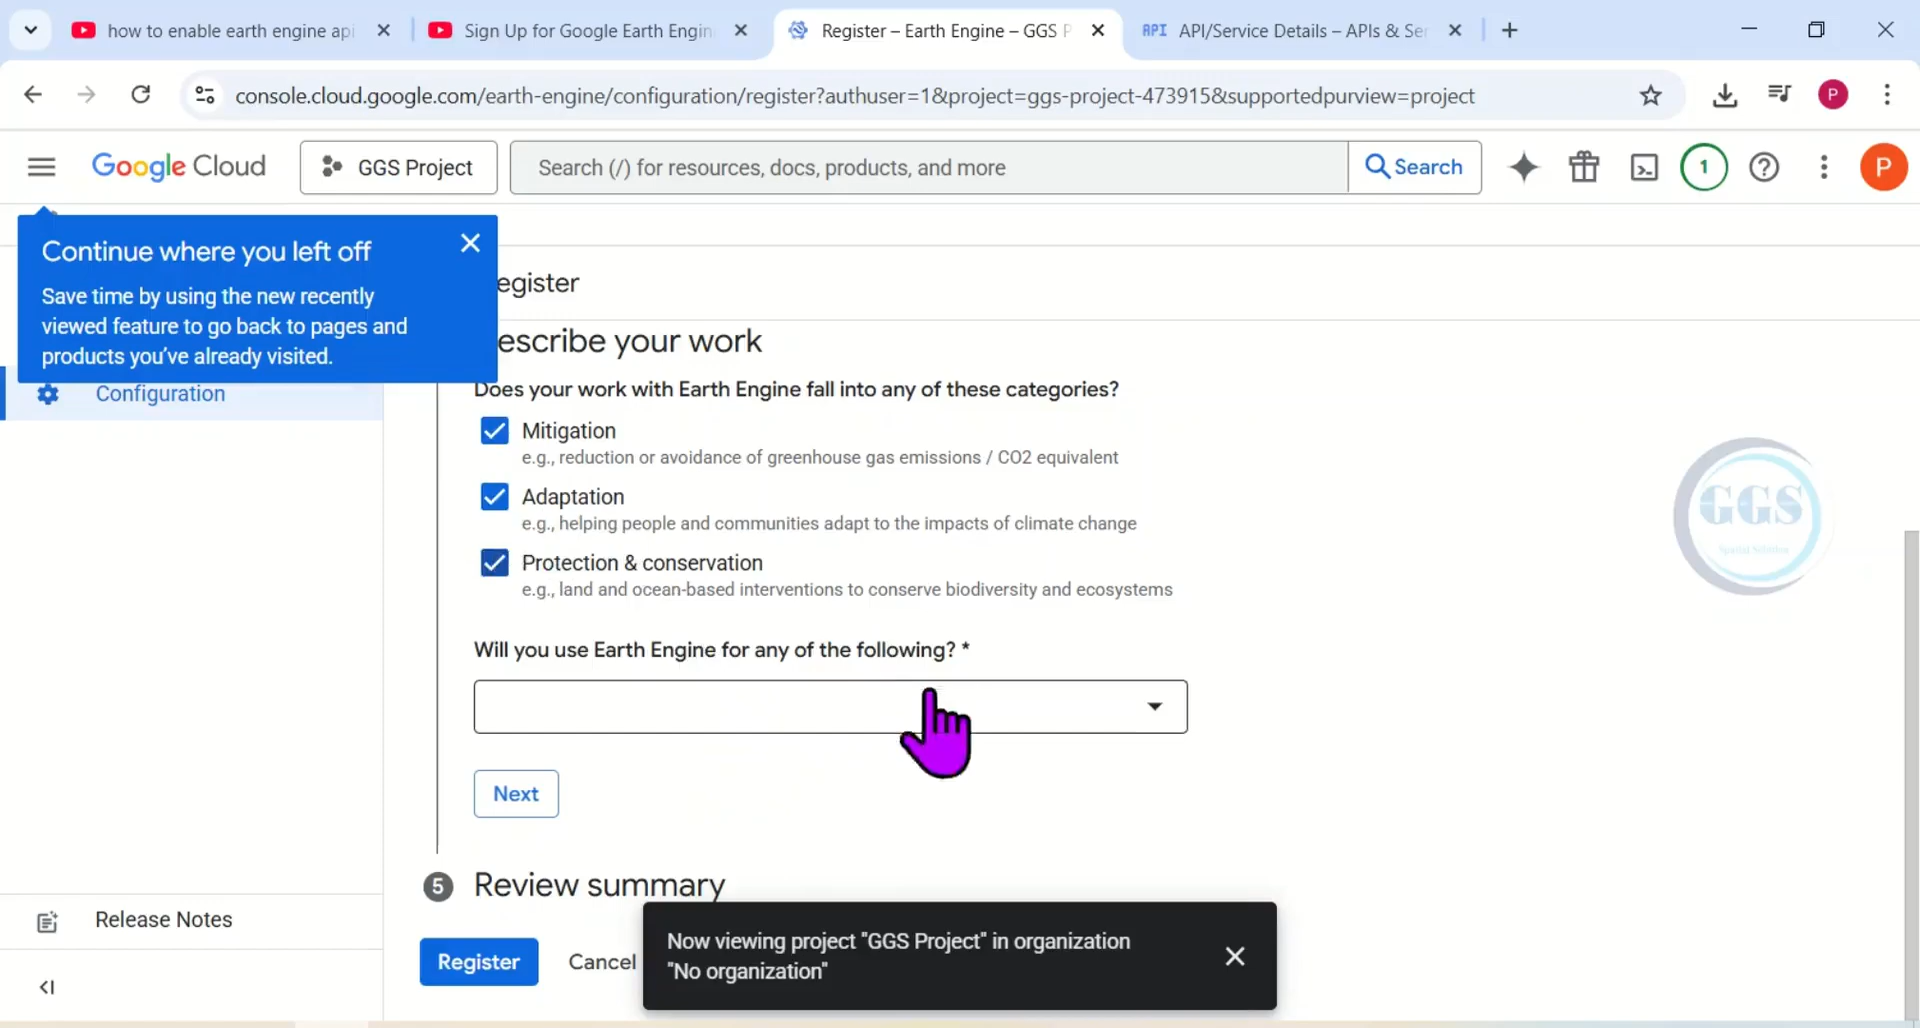 how to enable earth engine api
Sign Up for Google Earth Engin
Register – Earth Engine – GGS P
API
API/Service Details – APIs & Ser
console.cloud.google.com/earth-engine/configuration/register?authuser=1&project=ggs-project-473915&supportedpurview=project
P
Google Cloud
GGS Project
Search (/) for resources, docs, products, and more
Search
1
P
Continue where you left off
Save time by using the new recently
viewed feature to go back to pages and
products you've already visited.
egister
Configuration
escribe your work
Does your work with Earth Engine fall into any of these categories?
Mitigation
e.g., reduction or avoidance of greenhouse gas emissions / CO2 equivalent
Adaptation
e.g., helping people and communities adapt to the impacts of climate change
Protection & conservation
e.g., land and ocean-based interventions to conserve biodiversity and ecosystems
GGS
Spatial Solution
Will you use Earth Engine for any of the following? *
Next
5
Review summary
Release Notes
Register
Cancel
Now viewing project "GGS Project" in organization
"No organization"